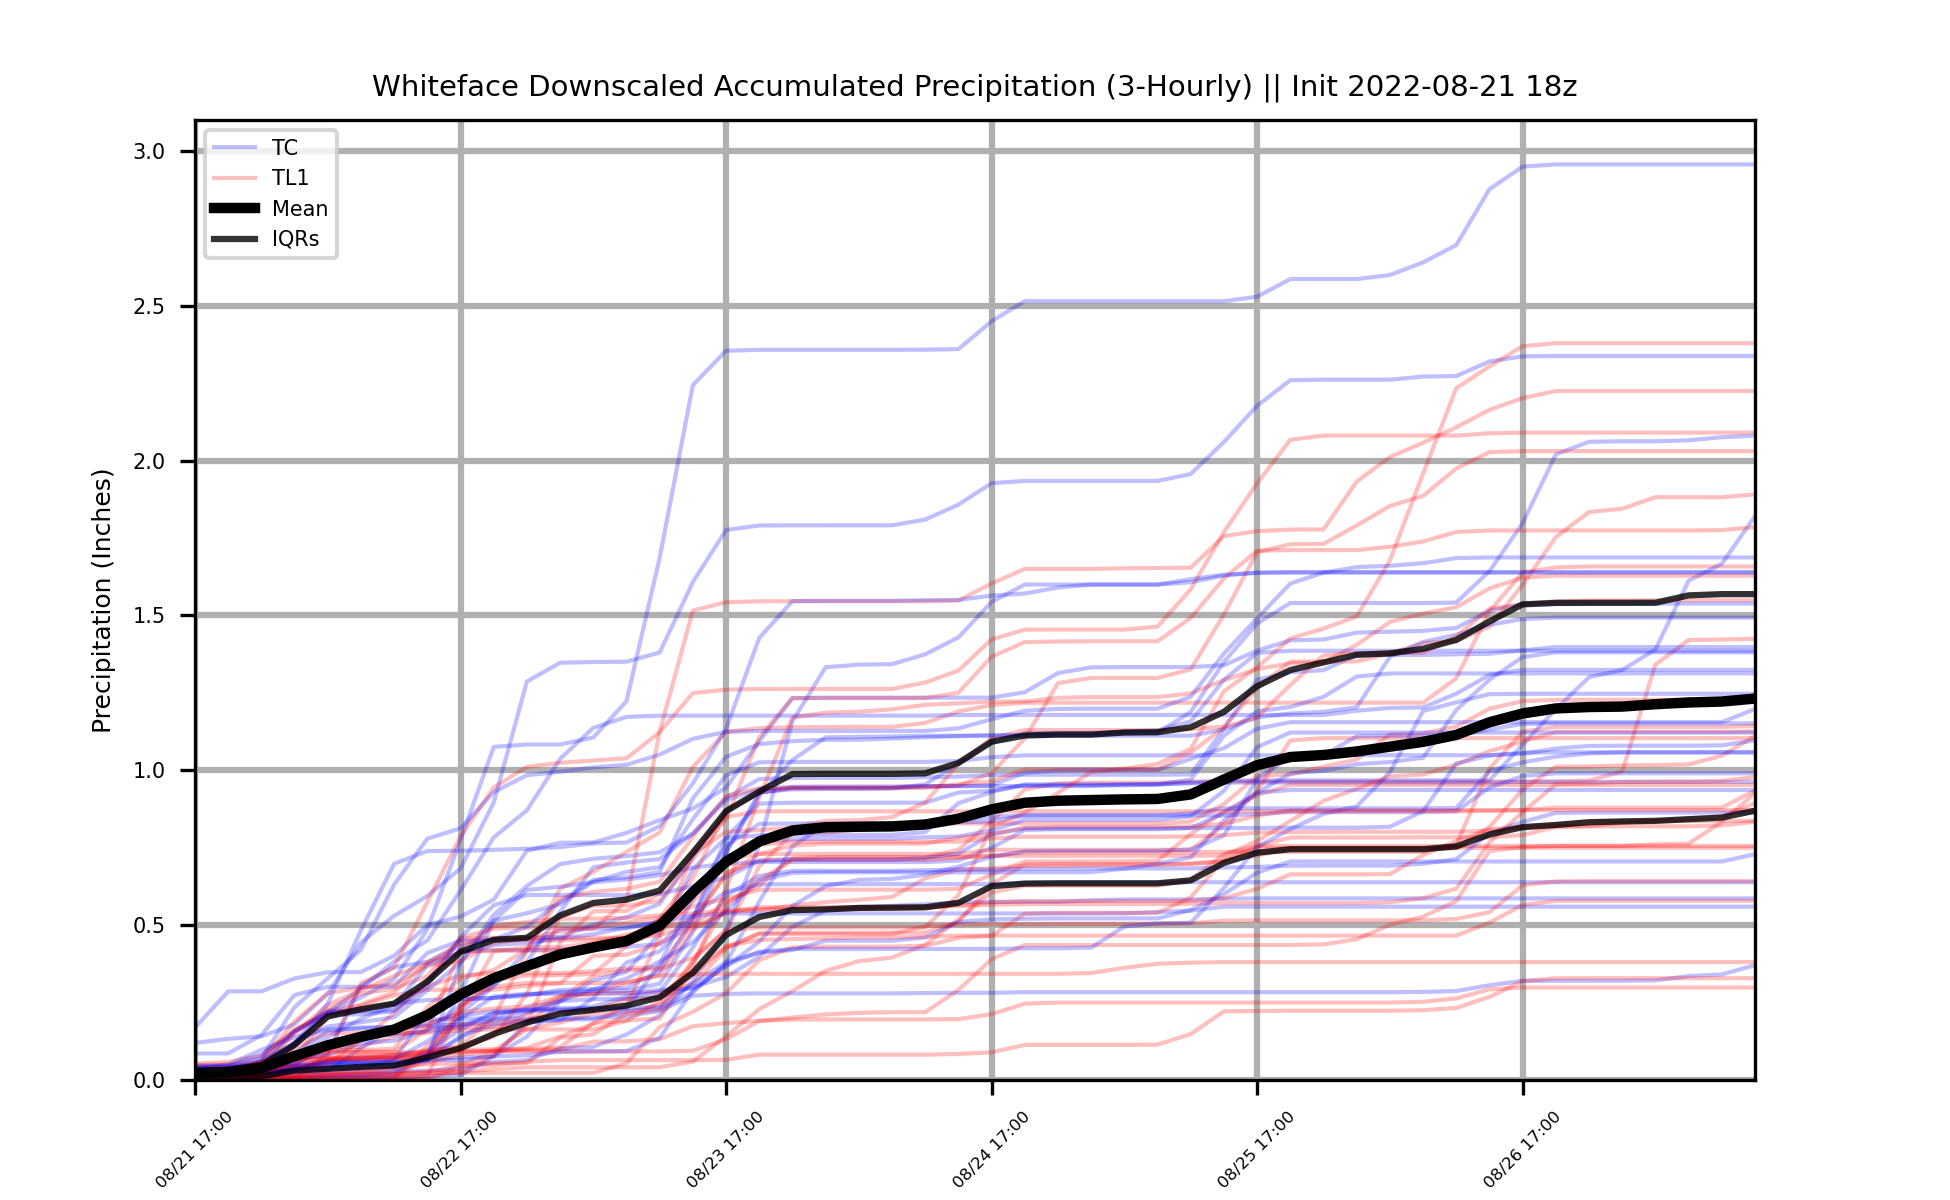 Whiteface Downscaled Accumulated Precipitation (3-Hourly) || Init 2022-08-21 18z
TC
TL1
Mean
IQRs
Precipitation (Inches)
3.0
2.5
2.0
1.5
1.0
0.5
0.0
08/21 17:00
08/22 17:00
08/23 17:00
08/24 17:00
08/25 17:00
08/26 17:00